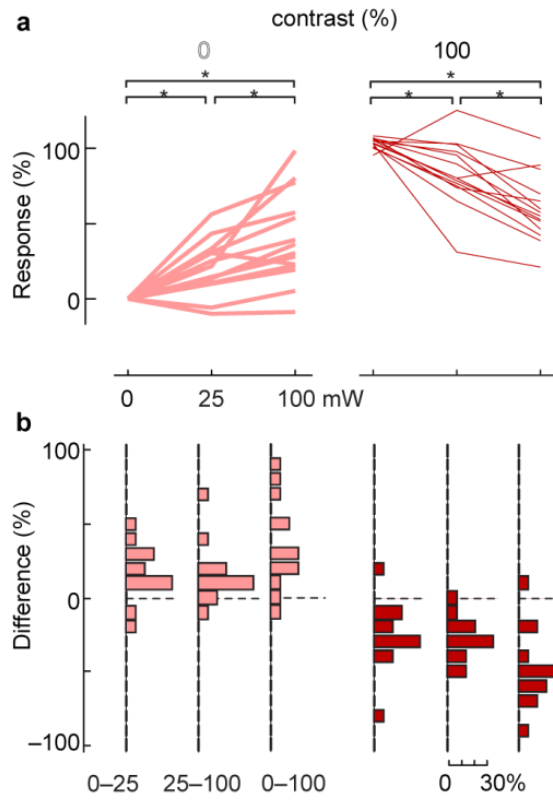 a
contrast (%)
0 100
* *
* * * *
100
Response (%)
0
0 25 100 mW
b
100
Difference (%)
0
–100
0–25 25–100 0–100
0 30%